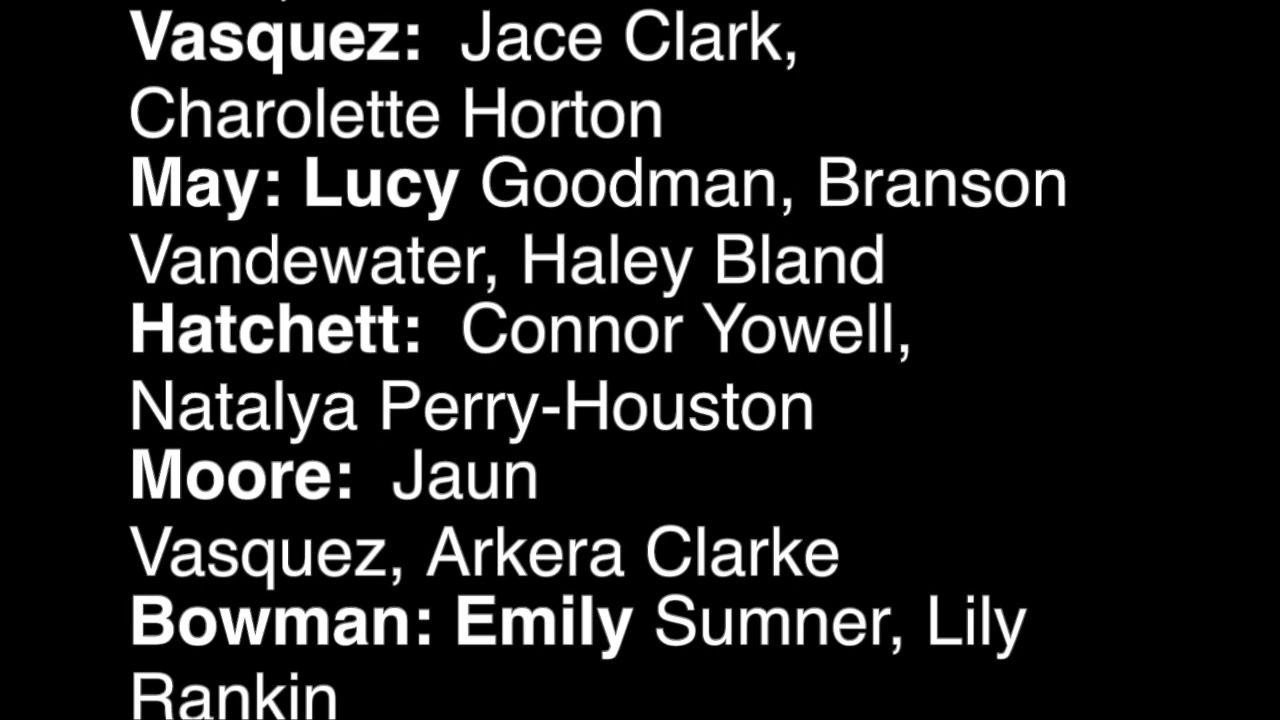 Vasquez:  Jace Clark,
Charolette Horton
May: Lucy Goodman, Branson
Vandewater, Haley Bland
Hatchett:  Connor Yowell,
Natalya Perry-Houston
Moore:  Jaun
Vasquez, Arkera Clarke
Bowman: Emily Sumner, Lily
Rankin